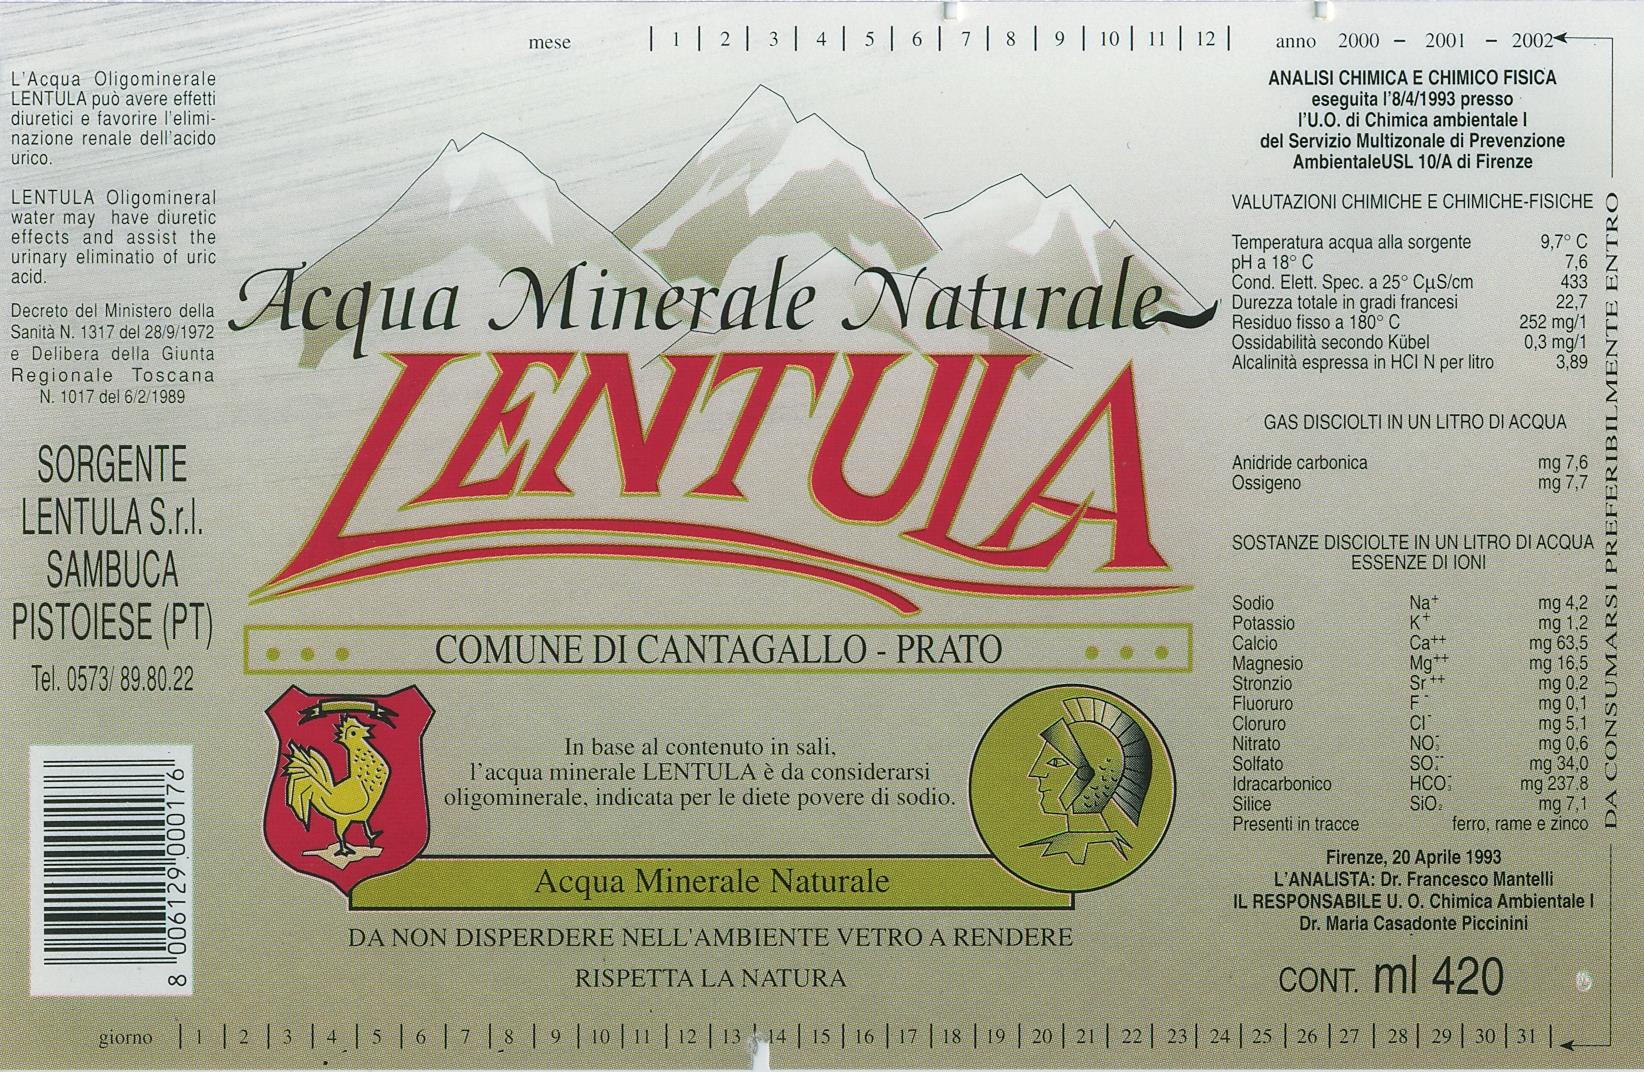 mese | 1 | 2 | 3 | 4 | 5 | 6 | 7 | 8 | 9 | 10 | 11 | 12 | anno 2000 – 2001 – 2002
L'Acqua Oligominerale
LENTULA può avere effetti
diuretici e favorire l'elimi-
nazione renale dell'acido
urico.
LENTULA Oligomineral
water may have diuretic
effects and assist the
urinary eliminatio of uric
acid.
Decreto del Ministero della
Sanità N. 1317 del 28/9/1972
e Delibera della Giunta
Regionale Toscana
N. 1017 del 6/2/1989
SORGENTE
LENTULA S.r.l.
SAMBUCA
PISTOIESE (PT)
Tel. 0573/ 89.80.22
8 006129 000176
Acqua Minerale Naturale
LENTULA
COMUNE DI CANTAGALLO - PRATO
In base al contenuto in sali,
l'acqua minerale LENTULA è da considerarsi
oligominerale, indicata per le diete povere di sodio.
Acqua Minerale Naturale
DA NON DISPERDERE NELL'AMBIENTE VETRO A RENDERE
RISPETTA LA NATURA
ANALISI CHIMICA E CHIMICO FISICA
eseguita l'8/4/1993 presso
l'U.O. di Chimica ambientale I
del Servizio Multizonale di Prevenzione
AmbientaleUSL 10/A di Firenze
VALUTAZIONI CHIMICHE E CHIMICHE-FISICHE
Temperatura acqua alla sorgente 9,7° C
pH a 18° C 7,6
Cond. Elett. Spec. a 25° CµS/cm 433
Durezza totale in gradi francesi 22,7
Residuo fisso a 180° C 252 mg/1
Ossidabilità secondo Kübel 0,3 mg/1
Alcalinità espressa in HCl N per litro 3,89
GAS DISCIOLTI IN UN LITRO DI ACQUA
Anidride carbonica mg 7,6
Ossigeno mg 7,7
SOSTANZE DISCIOLTE IN UN LITRO DI ACQUA
ESSENZE DI IONI
Sodio Na⁺ mg 4,2
Potassio K⁺ mg 1,2
Calcio Ca⁺⁺ mg 63,5
Magnesio Mg⁺⁺ mg 16,5
Stronzio Sr⁺⁺ mg 0,2
Fluoruro F⁻ mg 0,1
Cloruro Cl⁻ mg 5,1
Nitrato NO₃⁻ mg 0,6
Solfato SO₄⁻⁻ mg 34,0
Idracarbonico HCO₃⁻ mg 237,8
Silice SiO₂ mg 7,1
Presenti in tracce ferro, rame e zinco
Firenze, 20 Aprile 1993
L'ANALISTA: Dr. Francesco Mantelli
IL RESPONSABILE U. O. Chimica Ambientale I
Dr. Maria Casadonte Piccinini
CONT. ml 420
DA CONSUMARSI PREFERIBILMENTE ENTRO
giorno | 1 | 2 | 3 | 4 | 5 | 6 | 7 | 8 | 9 | 10 | 11 | 12 | 13 | 14 | 15 | 16 | 17 | 18 | 19 | 20 | 21 | 22 | 23 | 24 | 25 | 26 | 27 | 28 | 29 | 30 | 31 |